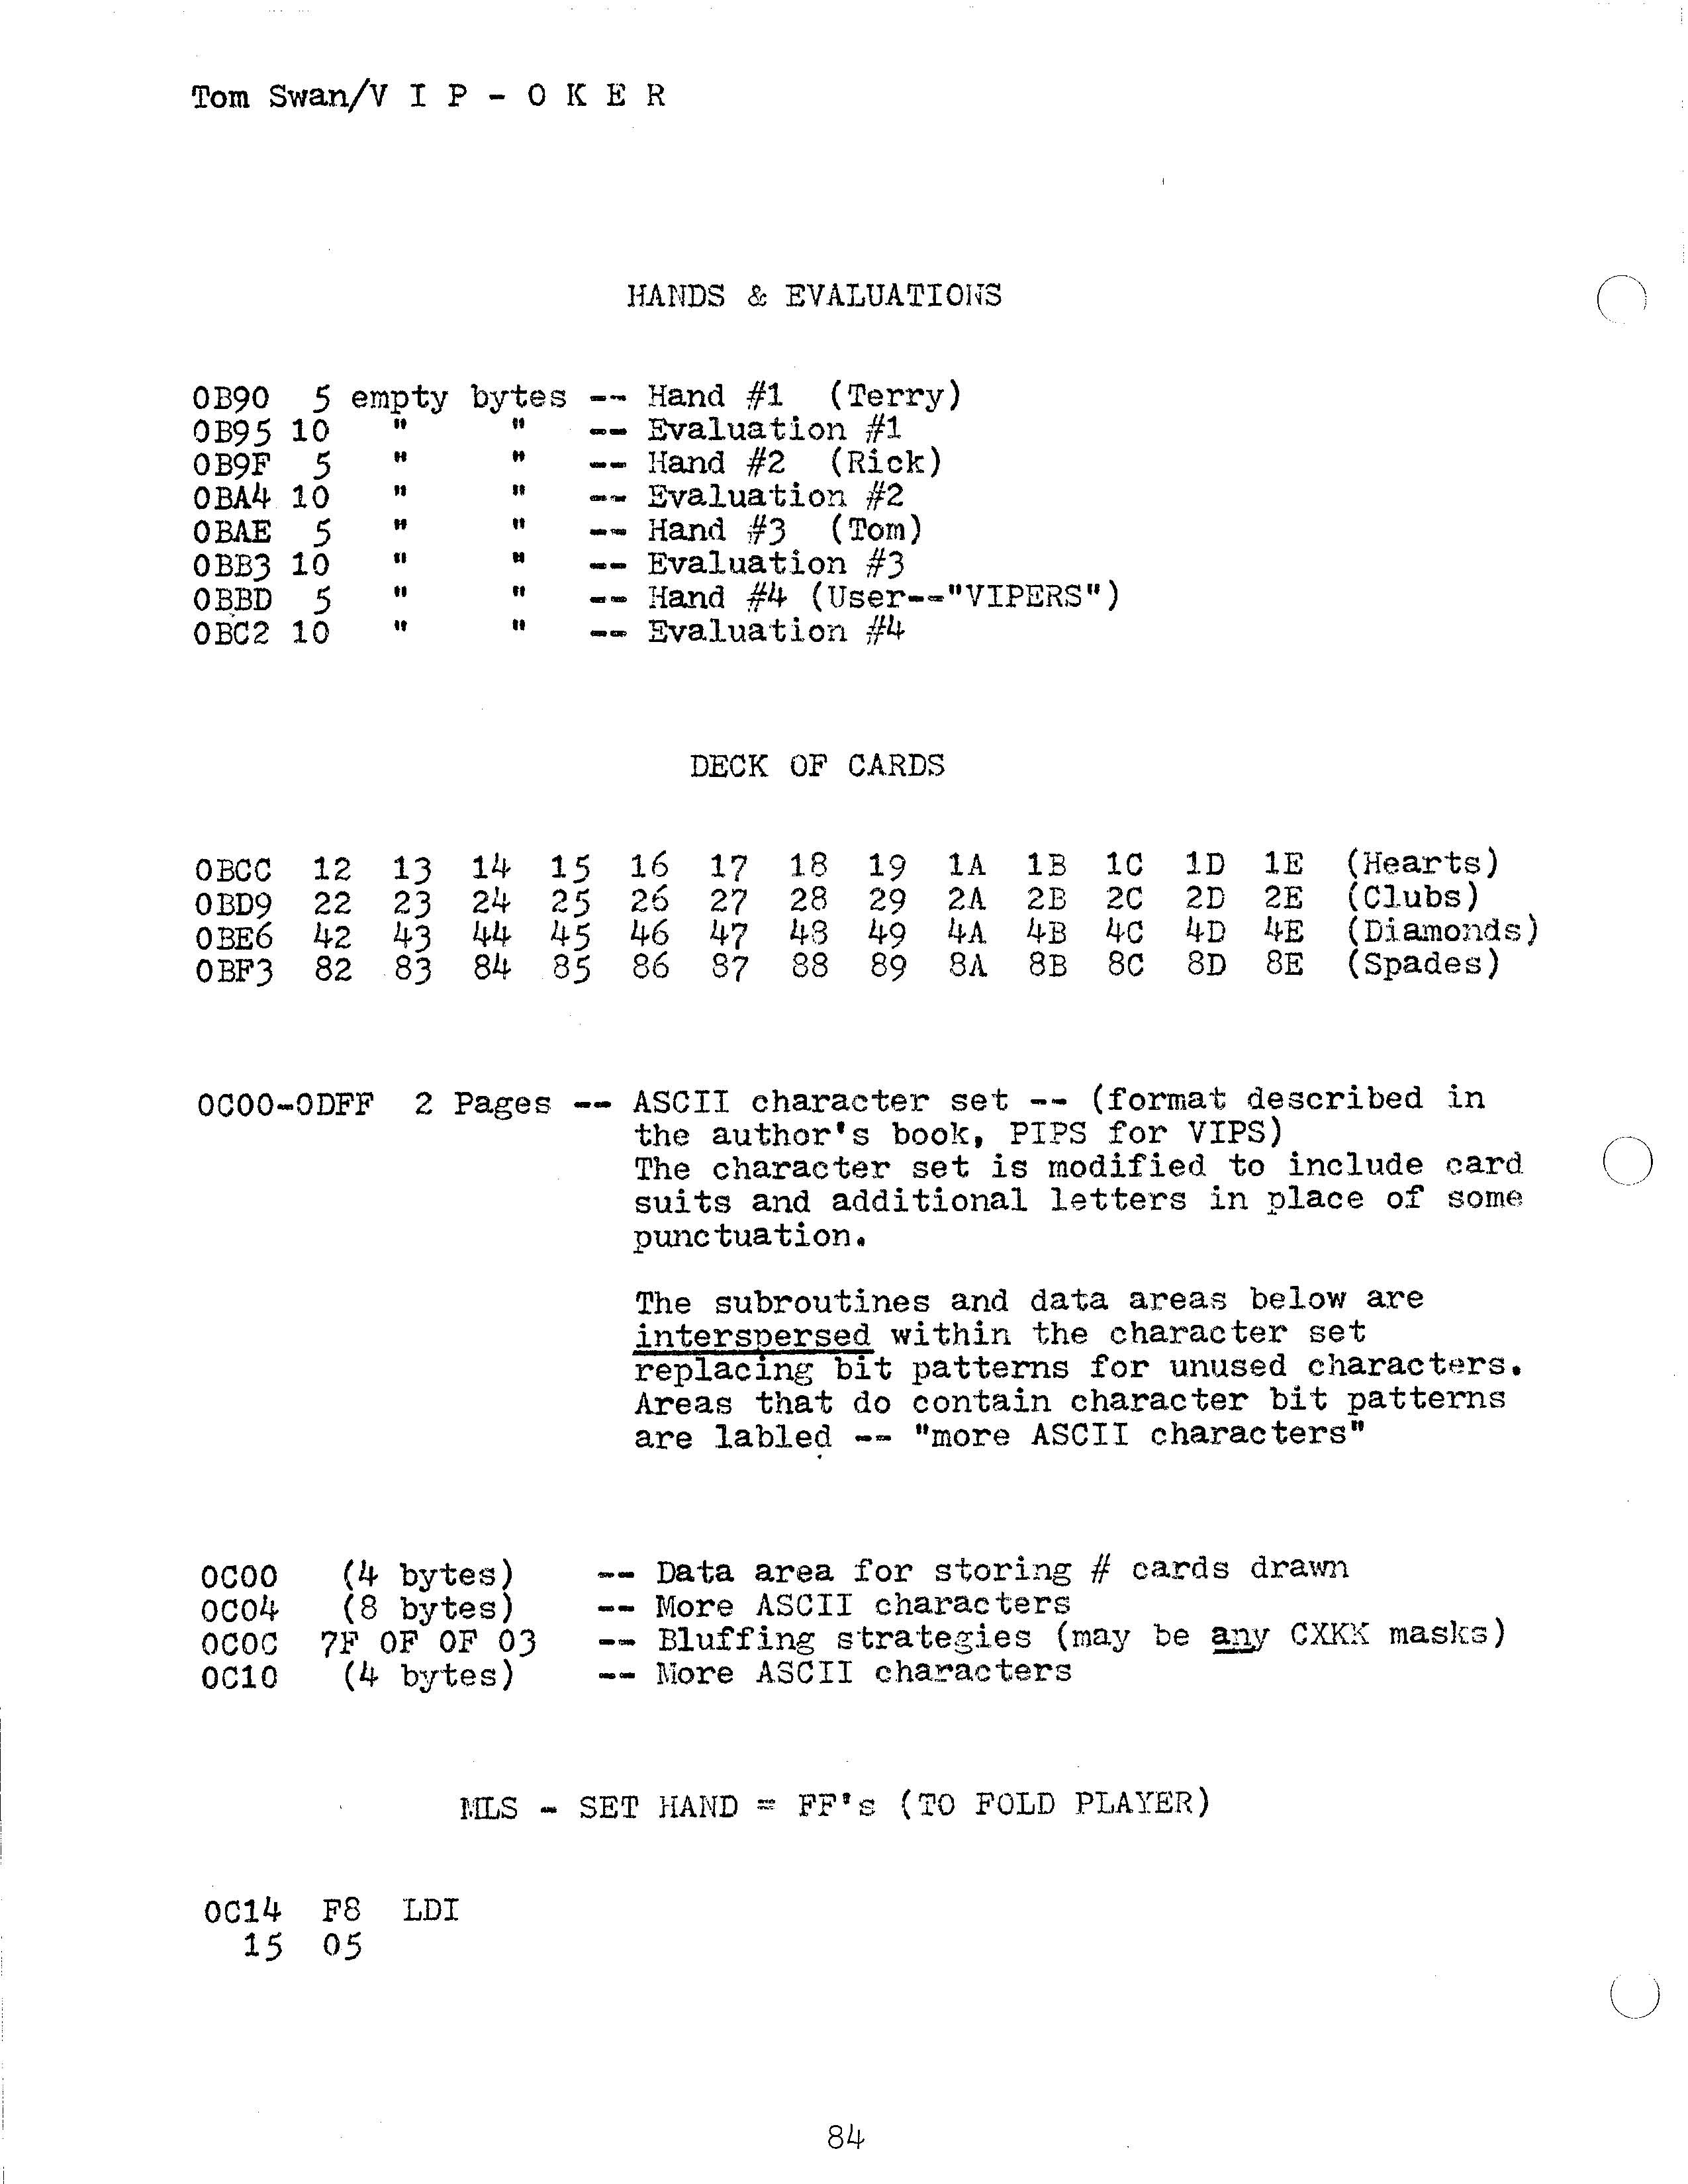 Tom Swan/V I P - O K E R
HANDS & EVALUATIONS
0B90 5 empty bytes -- Hand #1 (Terry)
0B95 10 " " -- Evaluation #1
0B9F 5 " " -- Hand #2 (Rick)
0BA4 10 " " -- Evaluation #2
0BAE 5 " " -- Hand #3 (Tom)
0BB3 10 " " -- Evaluation #3
0BBD 5 " " -- Hand #4 (User--"VIPERS")
0BC2 10 " " -- Evaluation #4
DECK OF CARDS
0BCC 12 13 14 15 16 17 18 19 1A 1B 1C 1D 1E (Hearts)
0BD9 22 23 24 25 26 27 28 29 2A 2B 2C 2D 2E (Clubs)
0BE6 42 43 44 45 46 47 48 49 4A 4B 4C 4D 4E (Diamonds)
0BF3 82 83 84 85 86 87 88 89 8A 8B 8C 8D 8E (Spades)
0C00-0DFF 2 Pages -- ASCII character set -- (format described in
the author's book, PIPS for VIPS)
The character set is modified to include card
suits and additional letters in place of some
punctuation.
The subroutines and data areas below are
interspersed within the character set
replacing bit patterns for unused characters.
Areas that do contain character bit patterns
are labled -- "more ASCII characters"
0C00 (4 bytes) -- Data area for storing # cards drawn
0C04 (8 bytes) -- More ASCII characters
0C0C 7F 0F 0F 03 -- Bluffing strategies (may be any CXKK masks)
0C10 (4 bytes) -- More ASCII characters
MLS - SET HAND = FF's (TO FOLD PLAYER)
0C14 F8 LDI
15 05
84